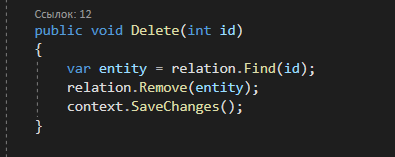 Ссылок: 12
public void Delete(int id)
{
var entity = relation.Find(id);
relation.Remove(entity);
context.SaveChanges();
}